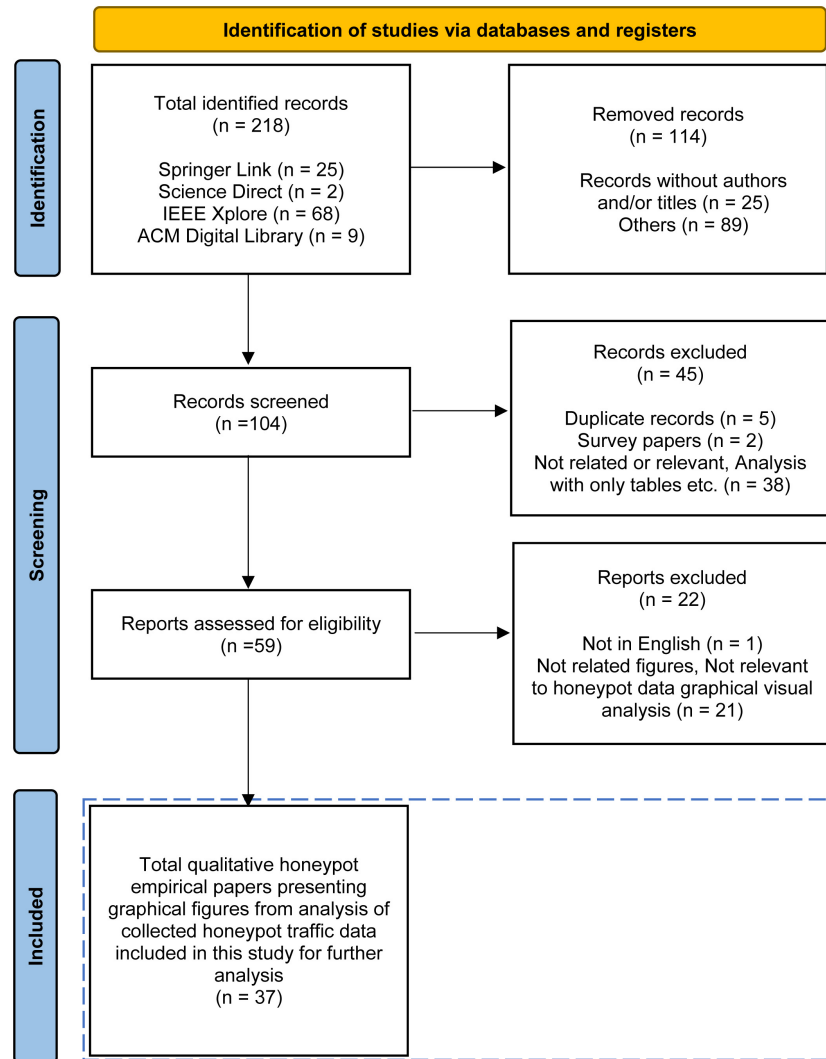 Identification of studies via databases and registers
Identification
Total identified records
(n = 218)
Springer Link (n = 25)
Science Direct (n = 2)
IEEE Xplore (n = 68)
ACM Digital Library (n = 9)
Removed records
(n = 114)
Records without authors
and/or titles (n = 25)
Others (n = 89)
Screening
Records screened
(n =104)
Records excluded
(n = 45)
Duplicate records (n = 5)
Survey papers (n = 2)
Not related or relevant, Analysis
with only tables etc. (n = 38)
Reports assessed for eligibility
(n =59)
Reports excluded
(n = 22)
Not in English (n = 1)
Not related figures, Not relevant
to honeypot data graphical visual
analysis (n = 21)
Included
Total qualitative honeypot
empirical papers presenting
graphical figures from analysis of
collected honeypot traffic data
included in this study for further
analysis
(n = 37)